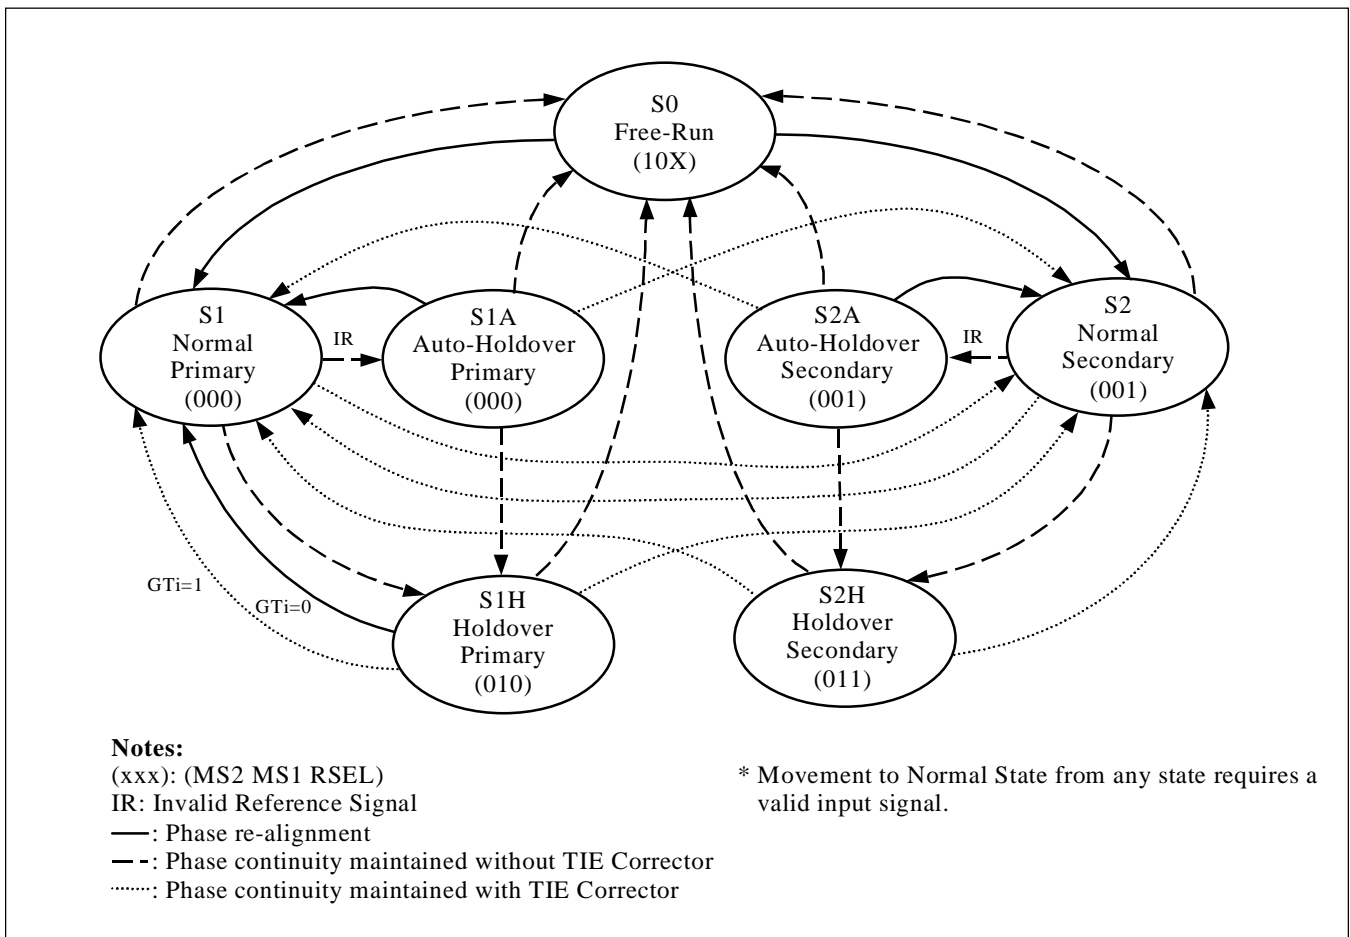 S0
Free-Run
(10X)
S1
Normal
Primary
(000)
IR
S1A
Auto-Holdover
Primary
(000)
S2A
Auto-Holdover
Secondary
(001)
IR
S2
Normal
Secondary
(001)
GTi=1
GTi=0
S1H
Holdover
Primary
(010)
S2H
Holdover
Secondary
(011)
Notes:
(xxx): (MS2 MS1 RSEL)
IR: Invalid Reference Signal
: Phase re-alignment
: Phase continuity maintained without TIE Corrector
: Phase continuity maintained with TIE Corrector
* Movement to Normal State from any state requires a
valid input signal.